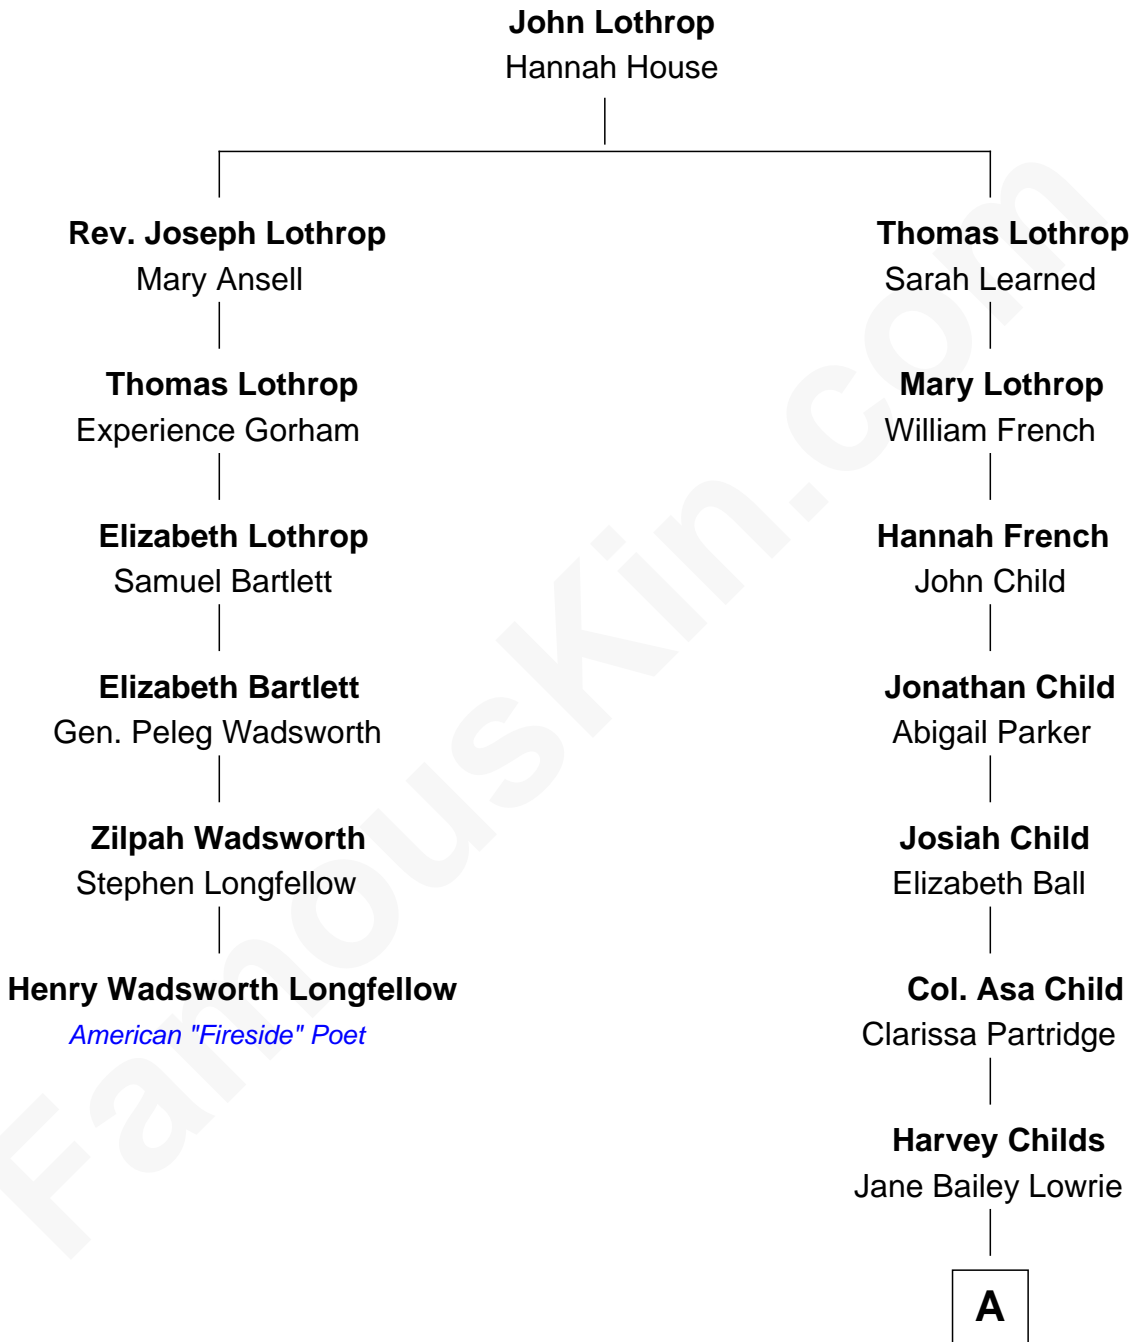 John Lothrop
Hannah House
Rev. Joseph Lothrop
Mary Ansell
Thomas Lothrop
Experience Gorham
Elizabeth Lothrop
Samuel Bartlett
Elizabeth Bartlett
Gen. Peleg Wadsworth
Zilpah Wadsworth
Stephen Longfellow
Henry Wadsworth Longfellow
American "Fireside" Poet
Thomas Lothrop
Sarah Learned
Mary Lothrop
William French
Hannah French
John Child
Jonathan Child
Abigail Parker
Josiah Child
Elizabeth Ball
Col. Asa Child
Clarissa Partridge
Harvey Childs
Jane Bailey Lowrie
A
FamousKin.com